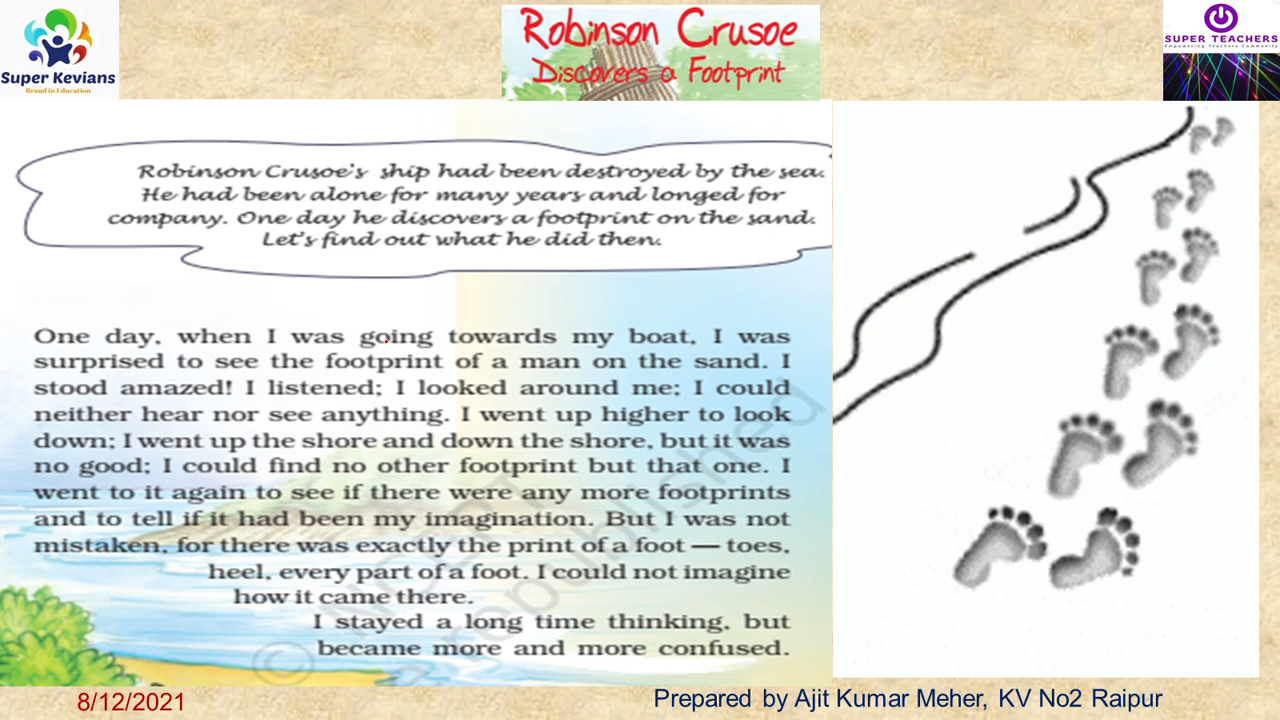 Super Kevians
Brand in Education
Robinson Crusoe
Discovers a Footprint
SUPER TEACHERS
Empowering Teachers Community
Robinson Crusoe's ship had been destroyed by the sea.
He had been alone for many years and longed for
company. One day he discovers a footprint on the sand.
Let's find out what he did then.
One day, when I was going towards my boat, I was
surprised to see the footprint of a man on the sand. I
stood amazed! I listened; I looked around me; I could
neither hear nor see anything. I went up higher to look
down; I went up the shore and down the shore, but it was
no good; I could find no other footprint but that one. I
went to it again to see if there were any more footprints
and to tell if it had been my imagination. But I was not
mistaken, for there was exactly the print of a foot — toes,
heel, every part of a foot. I could not imagine
how it came there.
I stayed a long time thinking, but
became more and more confused.
8/12/2021
Prepared by Ajit Kumar Meher, KV No2 Raipur